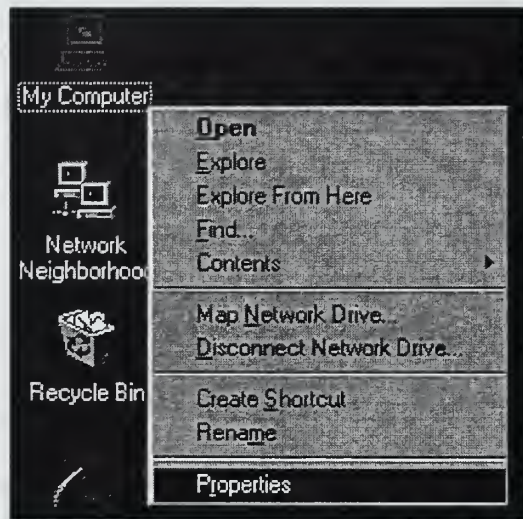 My Computer
Open
Explore
Explore From Here
Find...
Contents
Map Network Drive...
Disconnect Network Drive...
Create Shortcut
Rename
Properties
Network
Neighborhoo
Recycle Bin